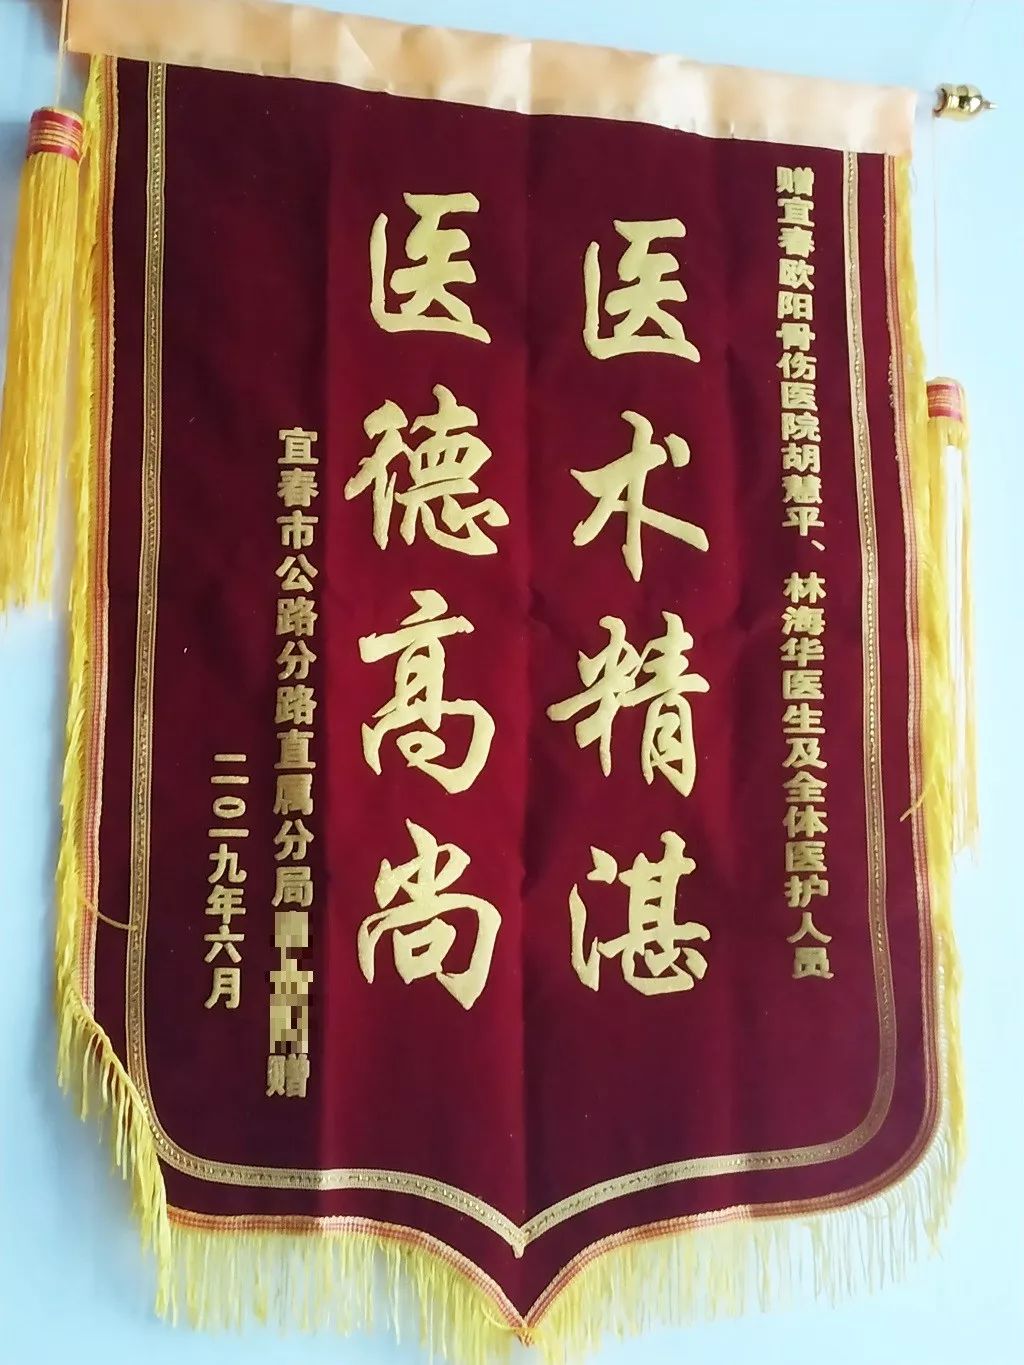 赠宜春欧阳骨伤医院胡慧平、林海华医生及全体医护人员
医术精湛
医德高尚
宜春市公路分路直属分局 赠
二〇一九年六月